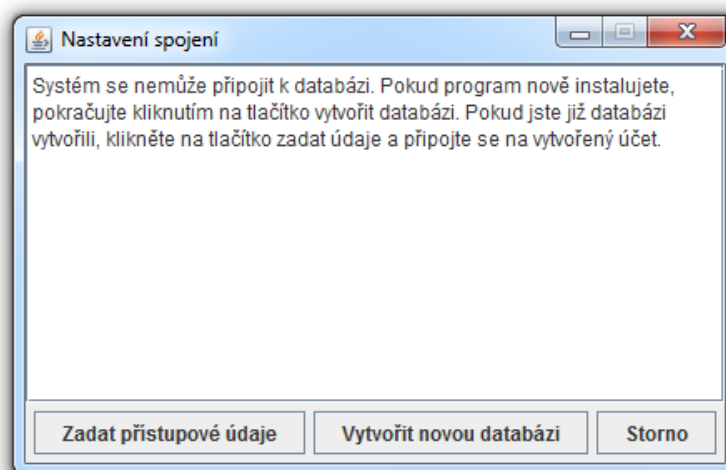 Nastavení spojení
Systém se nemůže připojit k databázi. Pokud program nově instalujete,
pokračujte kliknutím na tlačítko vytvořit databázi. Pokud jste již databázi
vytvořili, klikněte na tlačítko zadat údaje a připojte se na vytvořený účet.
Zadat přístupové údaje Vytvořit novou databázi Storno